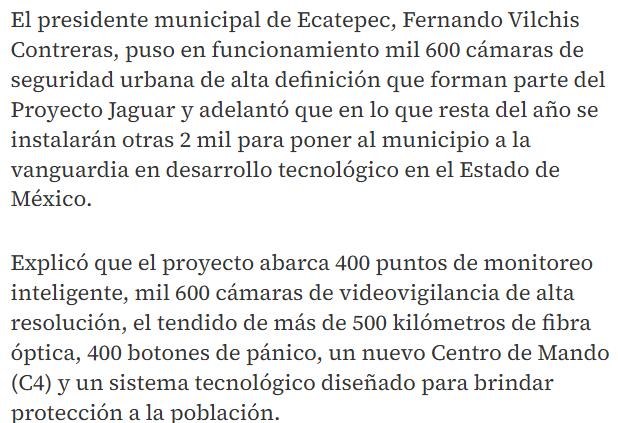 El presidente municipal de Ecatepec, Fernando Vilchis
Contreras, puso en funcionamiento mil 600 cámaras de
seguridad urbana de alta definición que forman parte del
Proyecto Jaguar y adelantó que en lo que resta del año se
instalarán otras 2 mil para poner al municipio a la
vanguardia en desarrollo tecnológico en el Estado de
México.
Explicó que el proyecto abarca 400 puntos de monitoreo
inteligente, mil 600 cámaras de videovigilancia de alta
resolución, el tendido de más de 500 kilómetros de fibra
óptica, 400 botones de pánico, un nuevo Centro de Mando
(C4) y un sistema tecnológico diseñado para brindar
protección a la población.